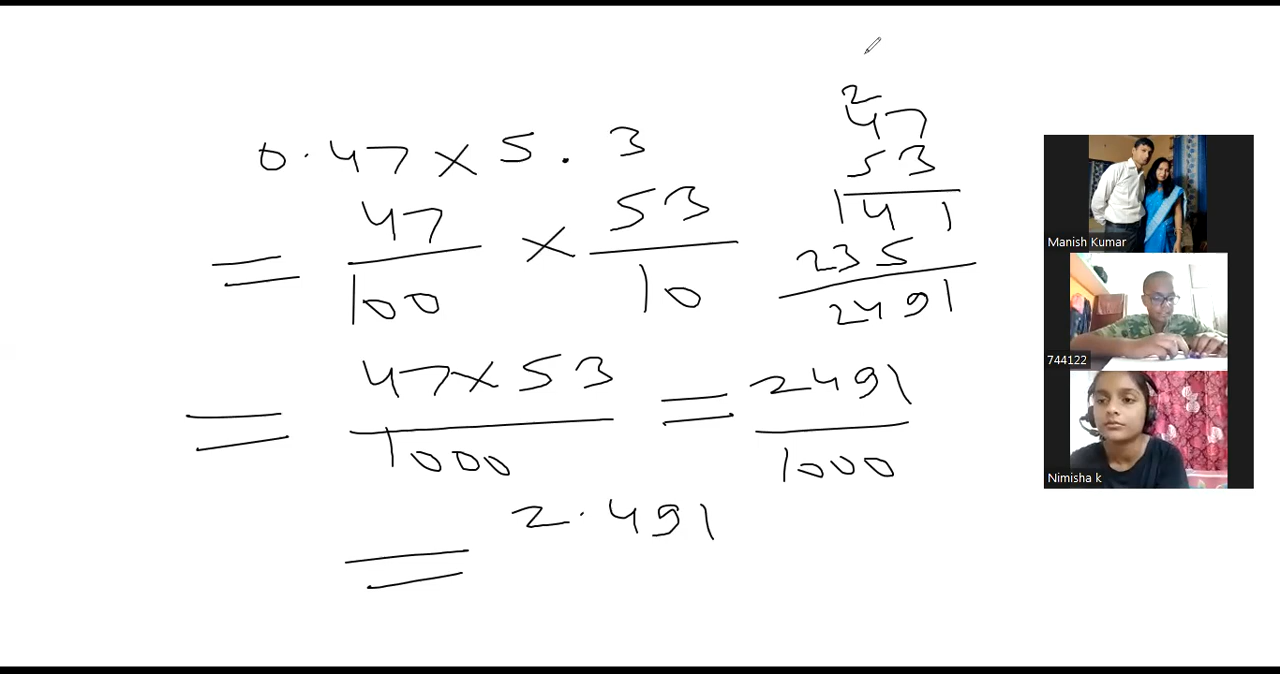 0.47 × 5.3
= 47/100 × 53/10
= 47×53/1000 = 2491/1000
= 2.491
2
47
53
141
235
2491
Manish Kumar
744122
Nimisha k